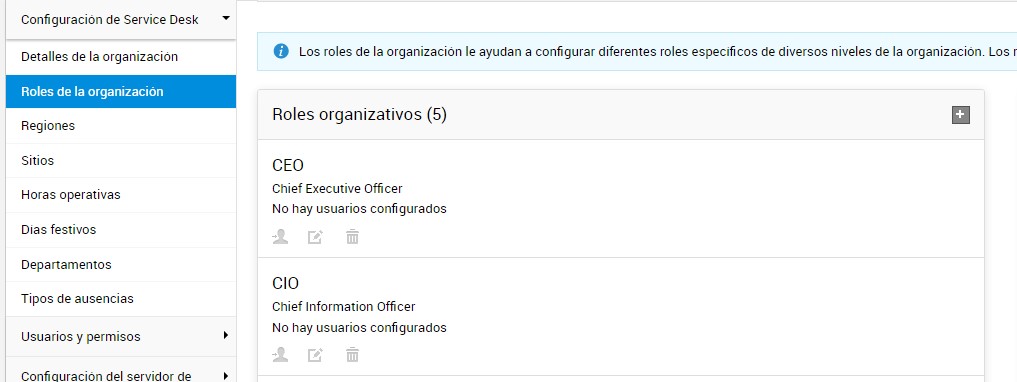 Configuración de Service Desk
Detalles de la organización
Roles de la organización
Regiones
Sitios
Horas operativas
Dias festivos
Departamentos
Tipos de ausencias
Usuarios y permisos
Configuración del servidor de
Los roles de la organización le ayudan a configurar diferentes roles específicos de diversos niveles de la organización. Los
Roles organizativos (5)
CEO
Chief Executive Officer
No hay usuarios configurados
CIO
Chief Information Officer
No hay usuarios configurados